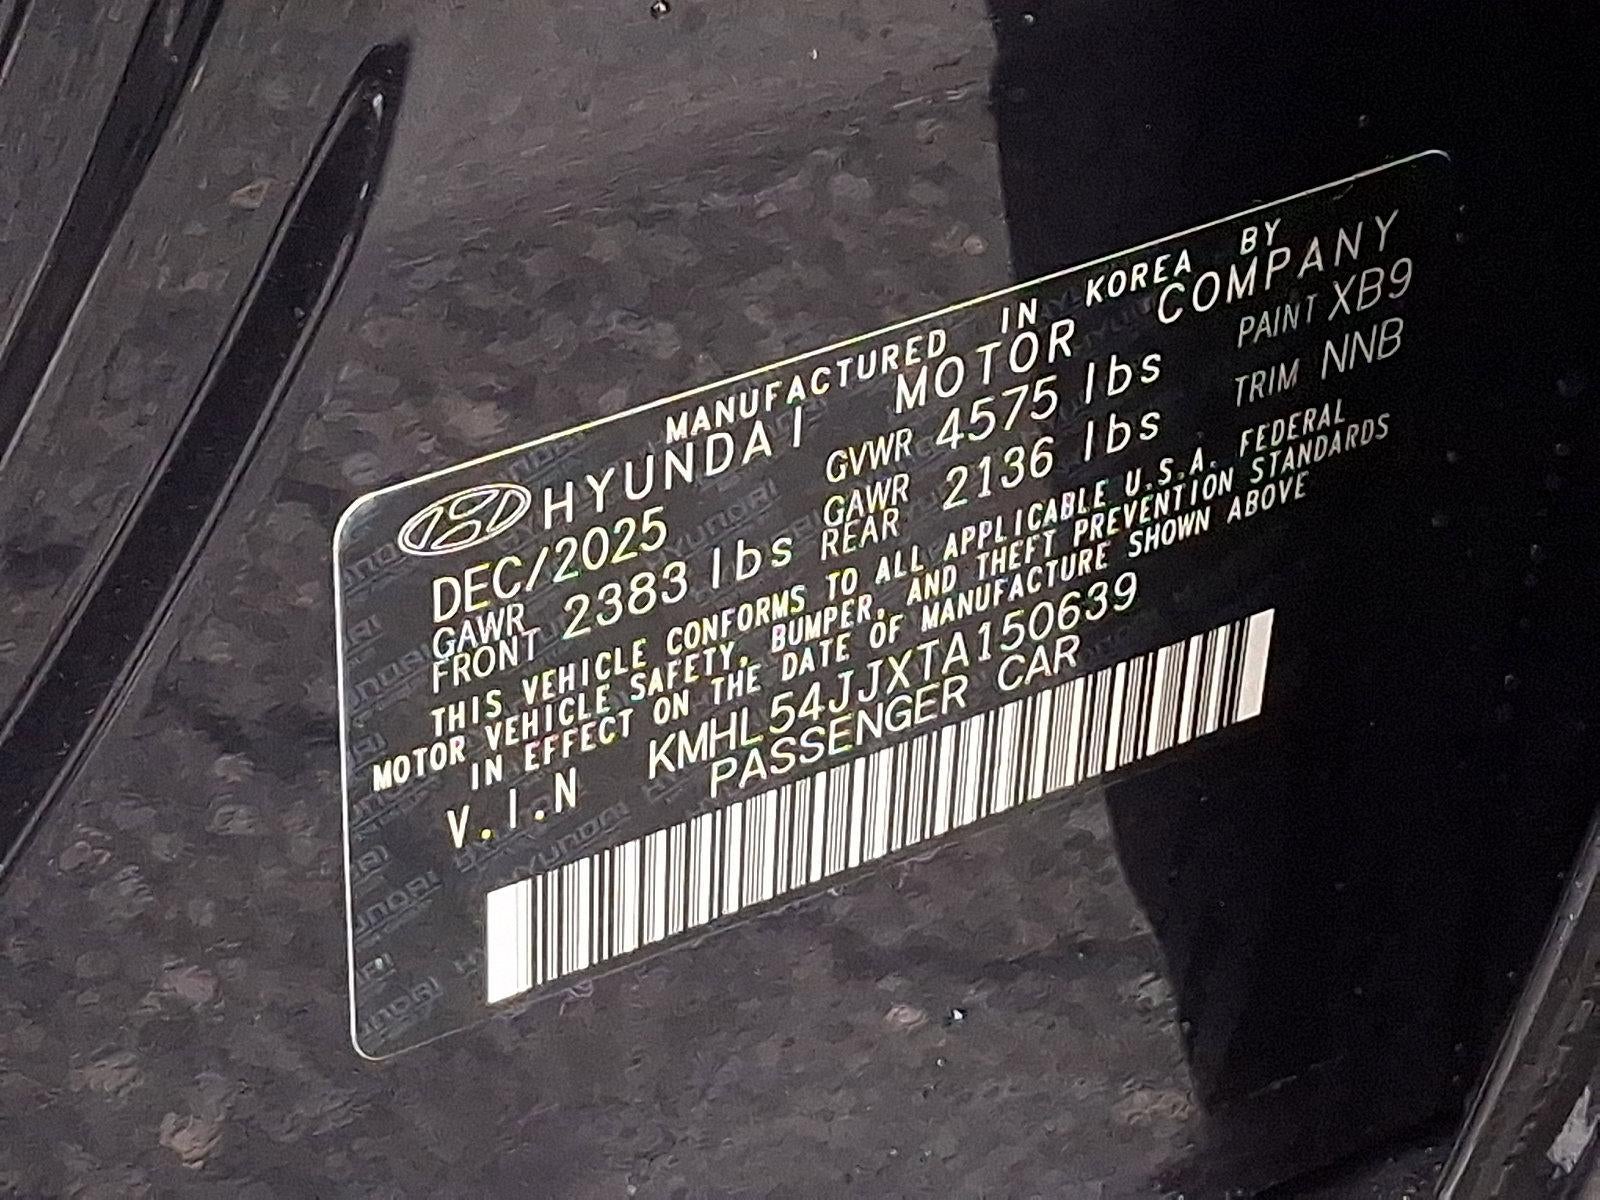 MANUFACTURED IN KOREA BY
HYUNDAI MOTOR COMPANY
DEC/2025 GVWR 4575 lbs PAINT XB9
GAWR FRONT 2383 lbs GAWR REAR 2136 lbs TRIM NNB
THIS VEHICLE CONFORMS TO ALL APPLICABLE U.S.A. FEDERAL
MOTOR VEHICLE SAFETY, BUMPER, AND THEFT PREVENTION STANDARDS
IN EFFECT ON THE DATE OF MANUFACTURE SHOWN ABOVE
V.I.N KMHL54JJXTA150639
PASSENGER CAR